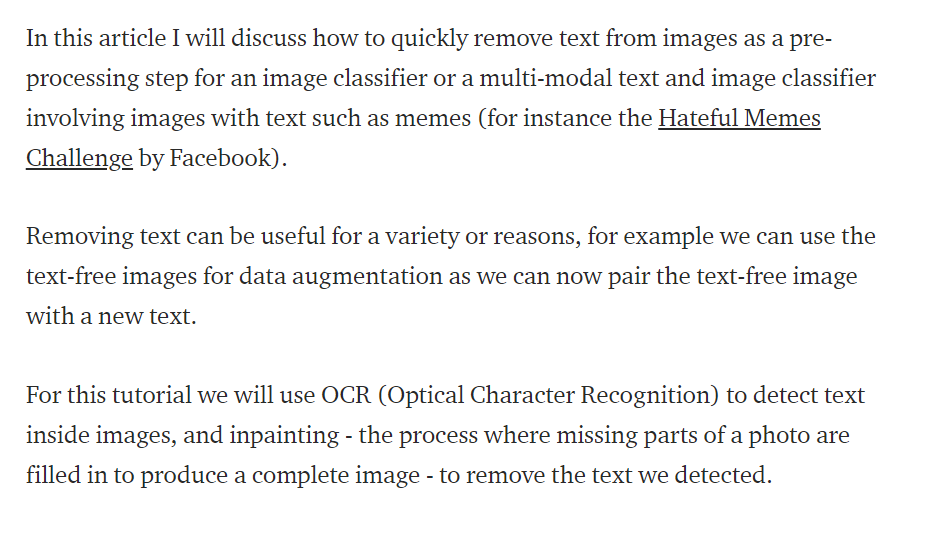 In this article I will discuss how to quickly remove text from images as a pre-
processing step for an image classifier or a multi-modal text and image classifier
involving images with text such as memes (for instance the Hateful Memes
Challenge by Facebook).
Removing text can be useful for a variety or reasons, for example we can use the
text-free images for data augmentation as we can now pair the text-free image
with a new text.
For this tutorial we will use OCR (Optical Character Recognition) to detect text
inside images, and inpainting - the process where missing parts of a photo are
filled in to produce a complete image - to remove the text we detected.